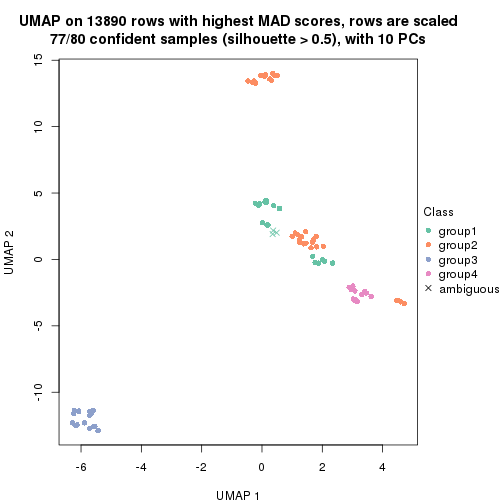 UMAP on 13890 rows with highest MAD scores, rows are scaled
77/80 confident samples (silhouette > 0.5), with 10 PCs
15
10
5
0
-5
-10
UMAP 2
-6
-4
-2
0
2
4
UMAP 1
Class
group1
group2
group3
group4
ambiguous